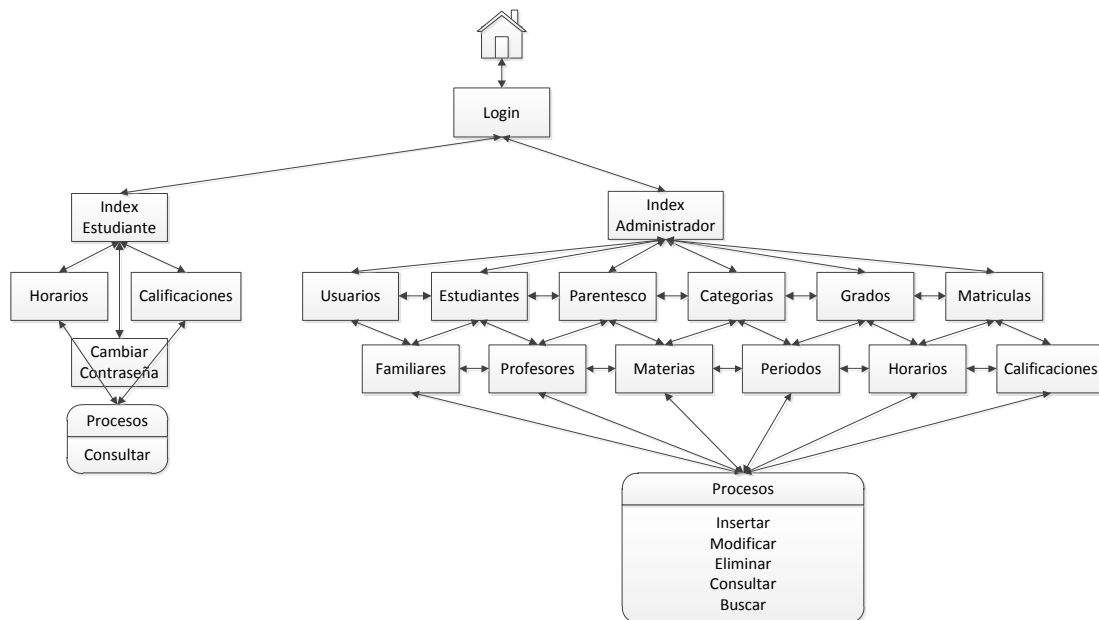 Login
Index
Estudiante
Index
Administrador
Horarios
Calificaciones
Usuarios
Estudiantes
Parentesco
Categorias
Grados
Matriculas
Cambiar
Contraseña
Familiares
Profesores
Materias
Periodos
Horarios
Calificaciones
Procesos
Consultar
Procesos
Insertar
Modificar
Eliminar
Consultar
Buscar